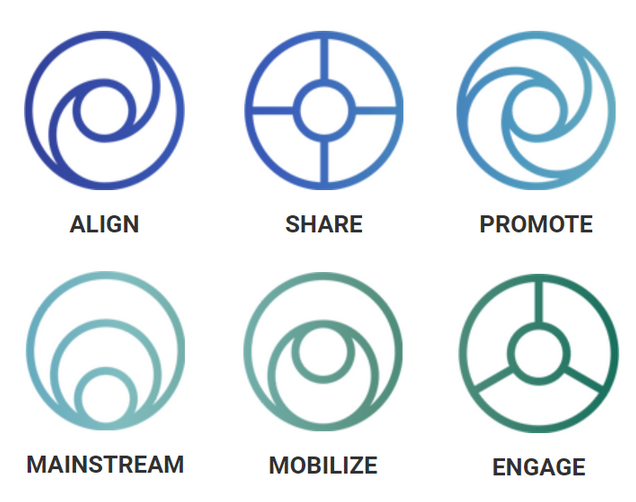 ALIGN
SHARE
PROMOTE
MAINSTREAM
MOBILIZE
ENGAGE